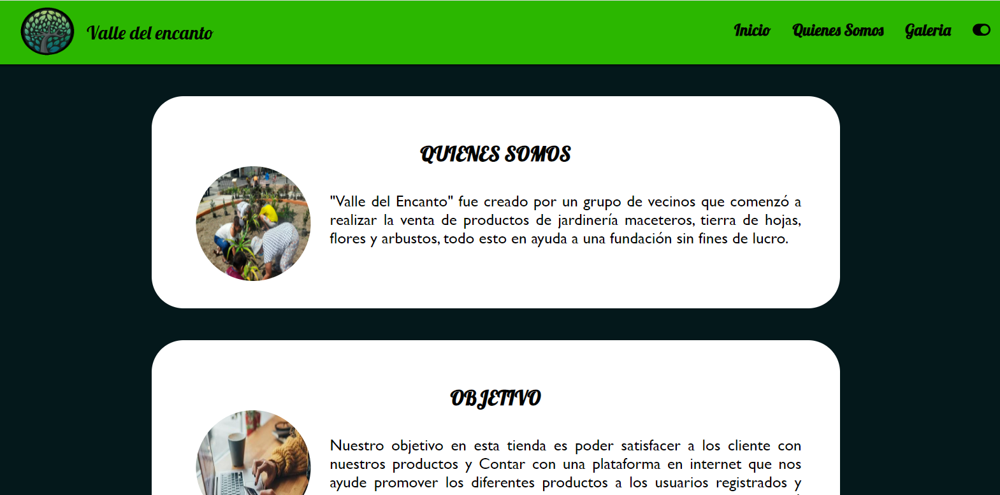 Valle del encanto
Inicio
Quienes Somos
Galeria
QUIENES SOMOS
"Valle del Encanto" fue creado por un grupo de vecinos que comenzó a
realizar la venta de productos de jardinería maceteros, tierra de hojas,
flores y arbustos, todo esto en ayuda a una fundación sin fines de lucro.
OBJETIVO
Nuestro objetivo en esta tienda es poder satisfacer a los cliente con
nuestros productos y Contar con una plataforma en internet que nos
ayude promover los diferentes productos a los usuarios registrados y